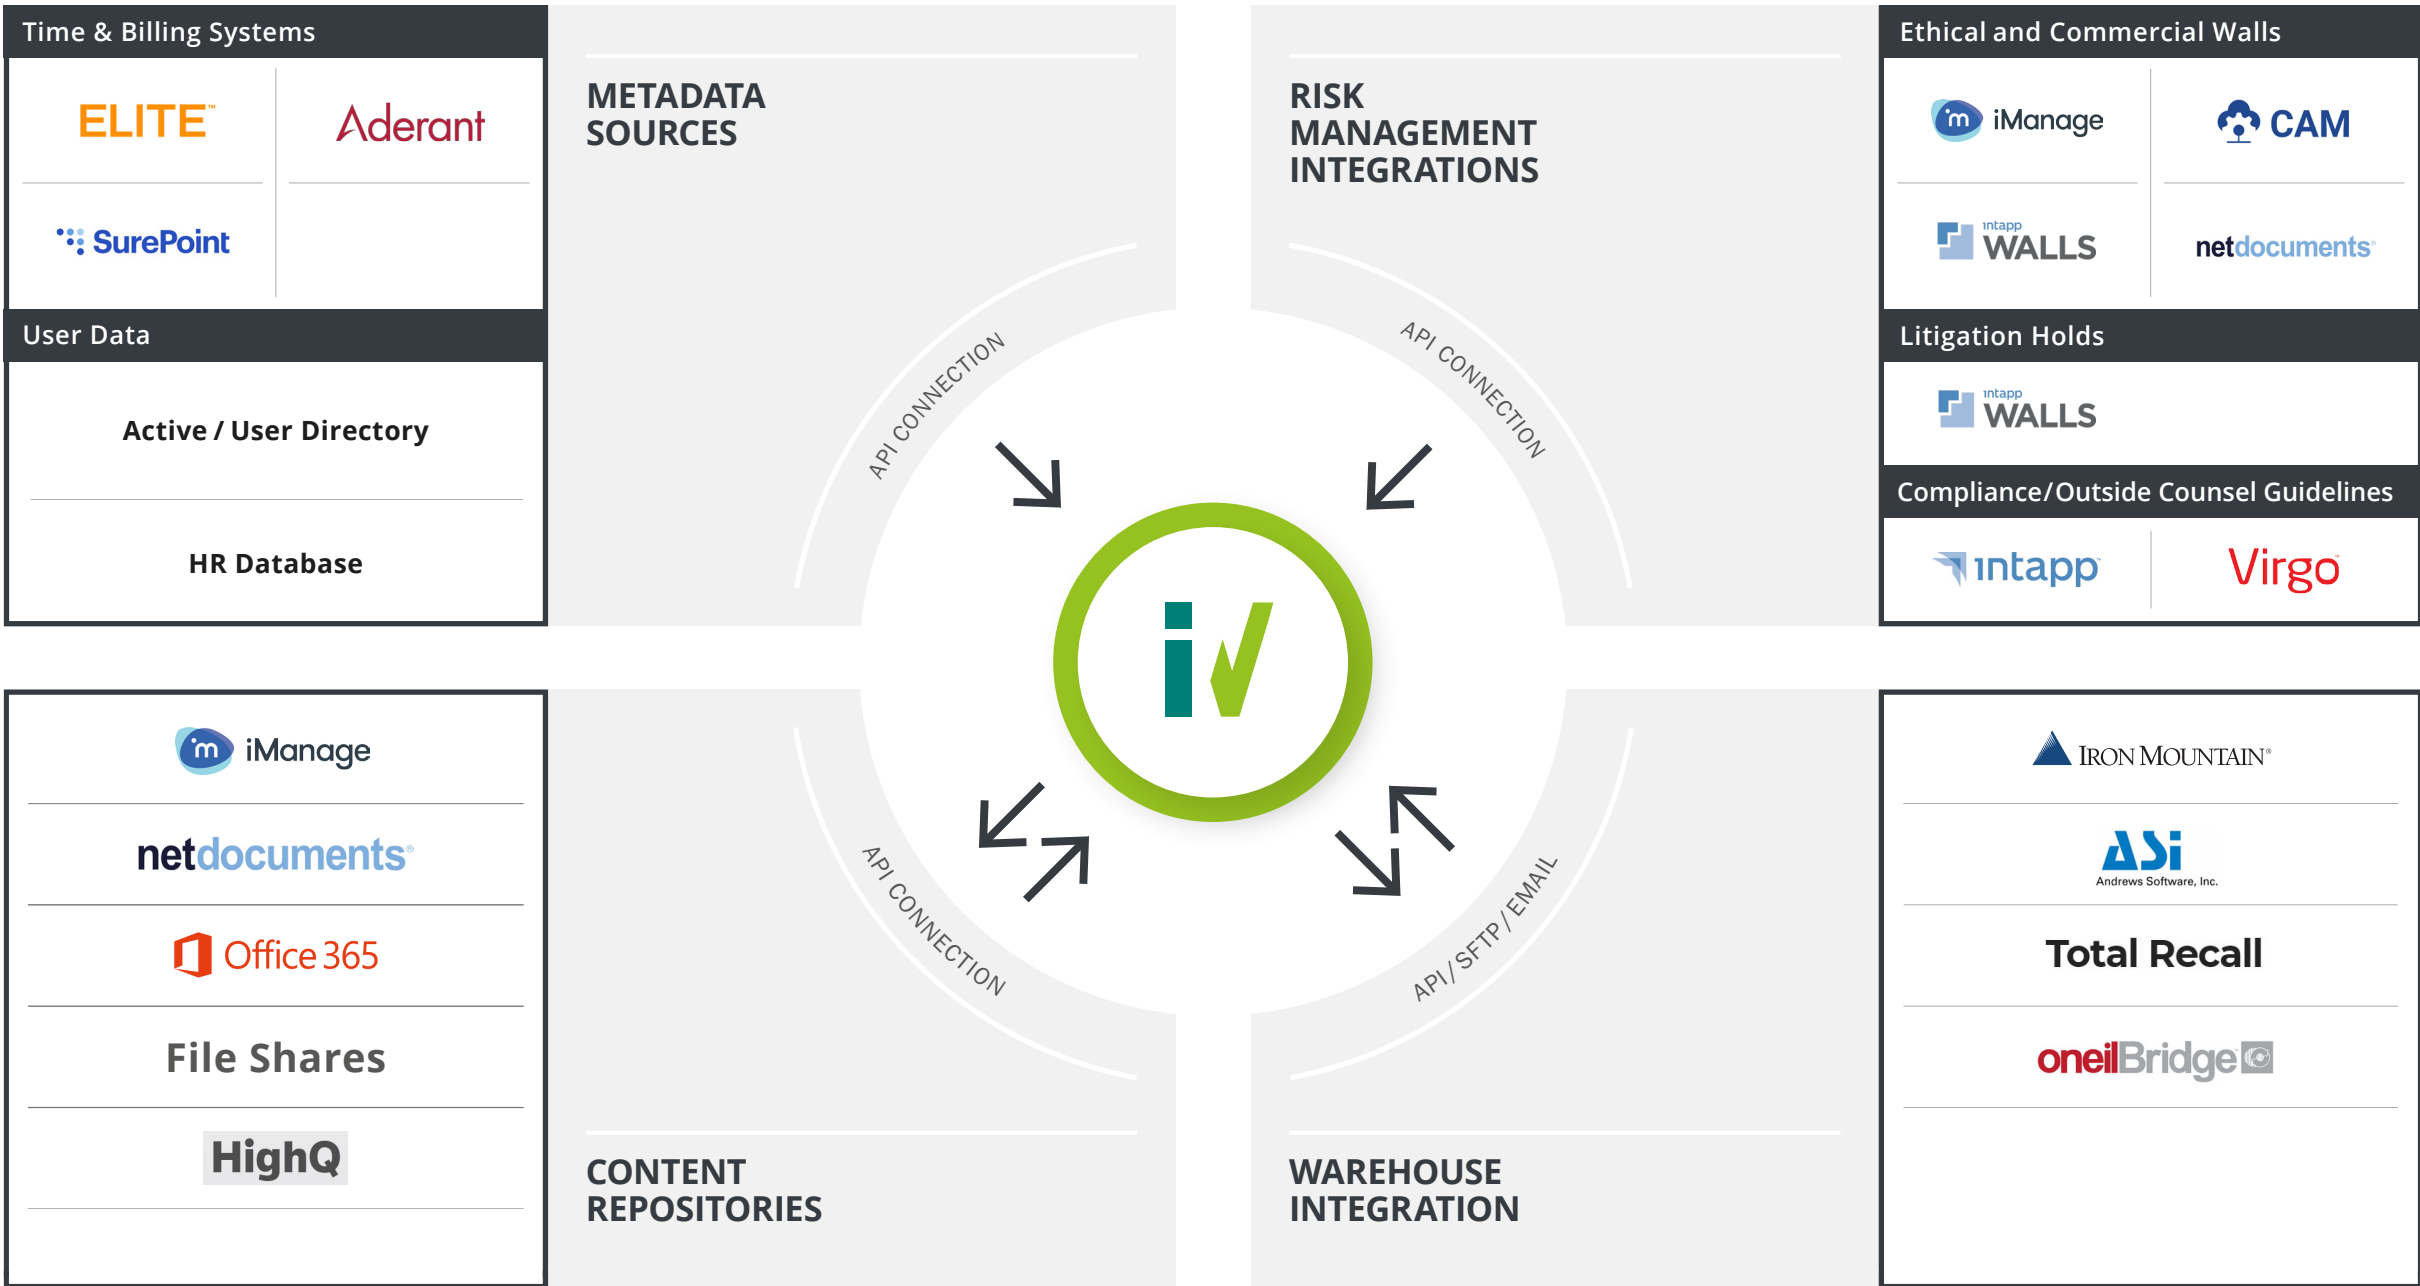 Time & Billing Systems
ELITE™
Aderant
SurePoint
User Data
Active / User Directory
HR Database
METADATA
SOURCES
API CONNECTION
RISK
MANAGEMENT
INTEGRATIONS
API CONNECTION
Ethical and Commercial Walls
m iManage
CAM
intapp
WALLS
netdocuments®
Litigation Holds
intapp
WALLS
Compliance/Outside Counsel Guidelines
intapp
Virgo
iV
m iManage
netdocuments®
Office 365
File Shares
HighQ
API CONNECTION
CONTENT
REPOSITORIES
API / SFTP / EMAIL
WAREHOUSE
INTEGRATION
IRON MOUNTAIN®
ASi
Andrews Software, Inc.
Total Recall
oneilBridge